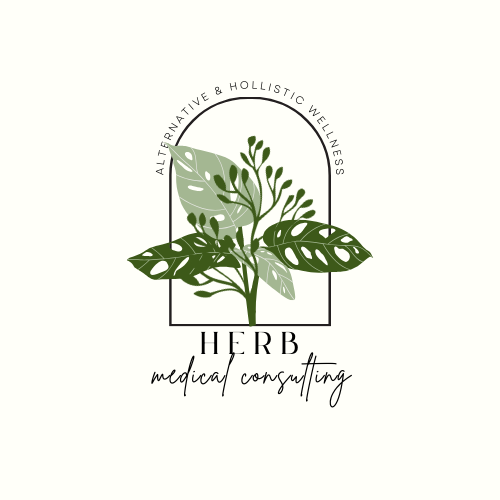 ALTERNATIVE & HOLLISTIC WELLNESS
HERB
medical consulting